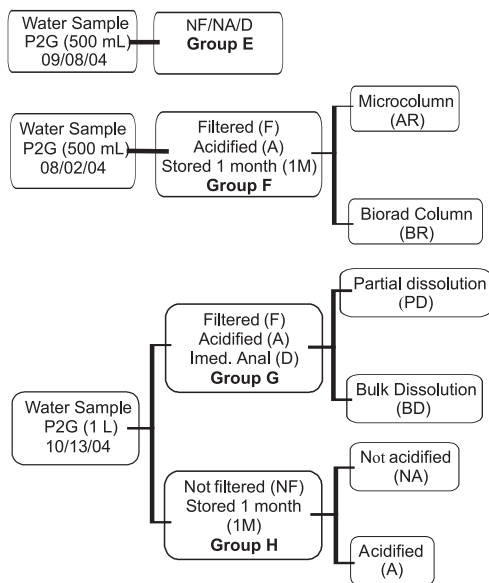 Water Sample
P2G (500 mL)
09/08/04
NF/NA/D
Group E
Water Sample
P2G (500 mL)
08/02/04
Filtered (F)
Acidified (A)
Stored 1 month (1M)
Group F
Microcolumn
(AR)
Biorad Column
(BR)
Water Sample
P2G (1 L)
10/13/04
Filtered (F)
Acidified (A)
Imed. Anal (D)
Group G
Partial dissolution
(PD)
Bulk Dissolution
(BD)
Not filtered (NF)
Stored 1 month
(1M)
Group H
Not acidified
(NA)
Acidified
(A)